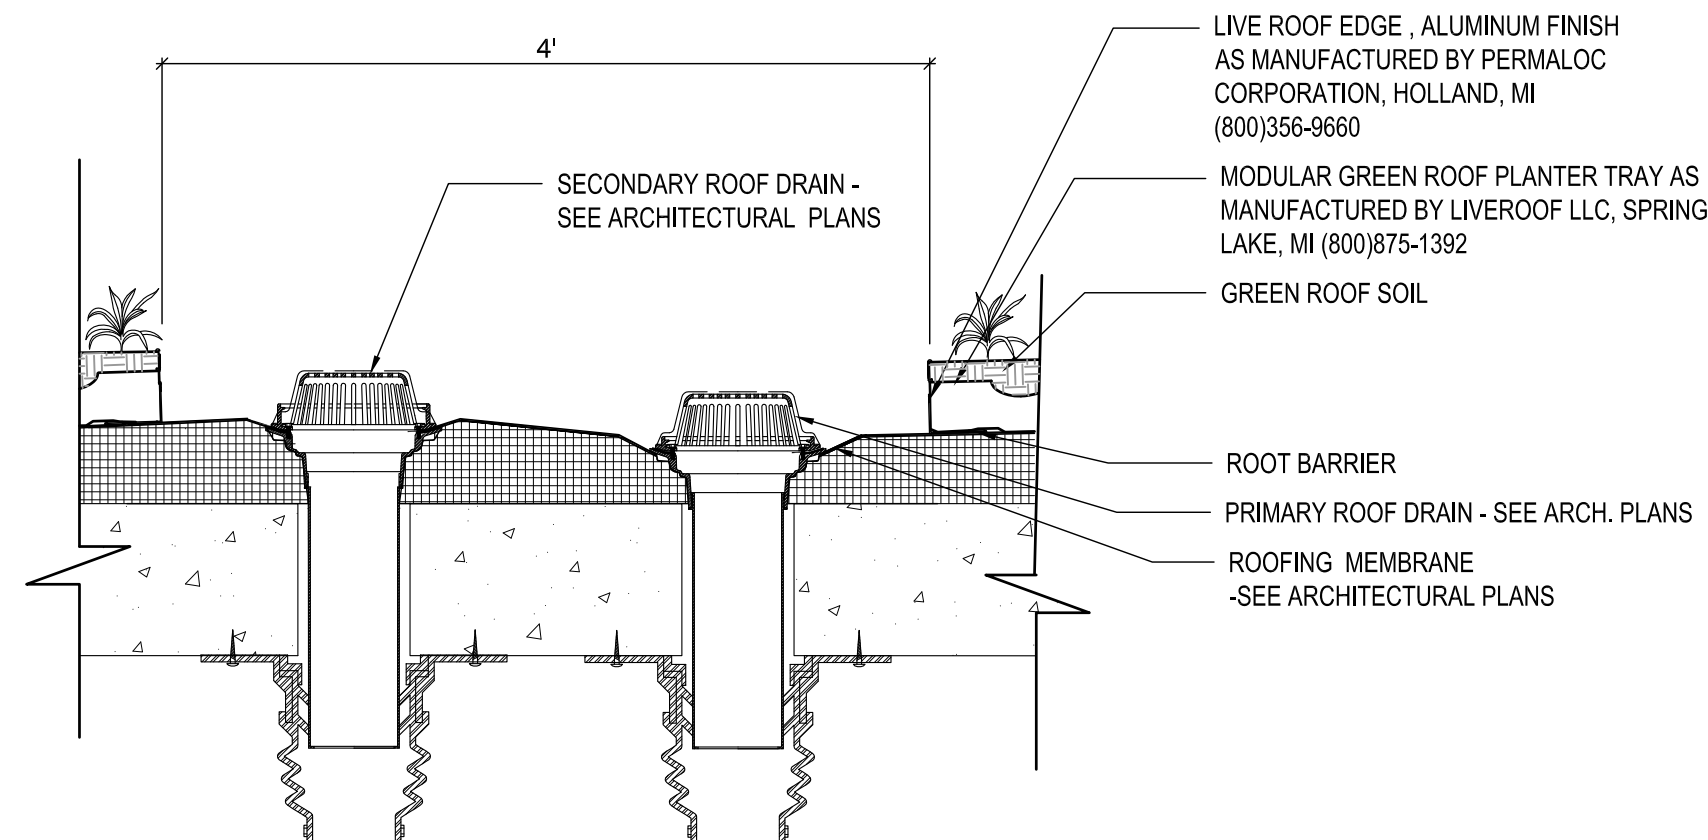 4'
LIVE ROOF EDGE , ALUMINUM FINISH
AS MANUFACTURED BY PERMALOC
CORPORATION, HOLLAND, MI
(800)356-9660
SECONDARY ROOF DRAIN -
SEE ARCHITECTURAL PLANS
MODULAR GREEN ROOF PLANTER TRAY AS
MANUFACTURED BY LIVEROOF LLC, SPRING
LAKE, MI (800)875-1392
GREEN ROOF SOIL
ROOT BARRIER
PRIMARY ROOF DRAIN - SEE ARCH. PLANS
ROOFING MEMBRANE
-SEE ARCHITECTURAL PLANS